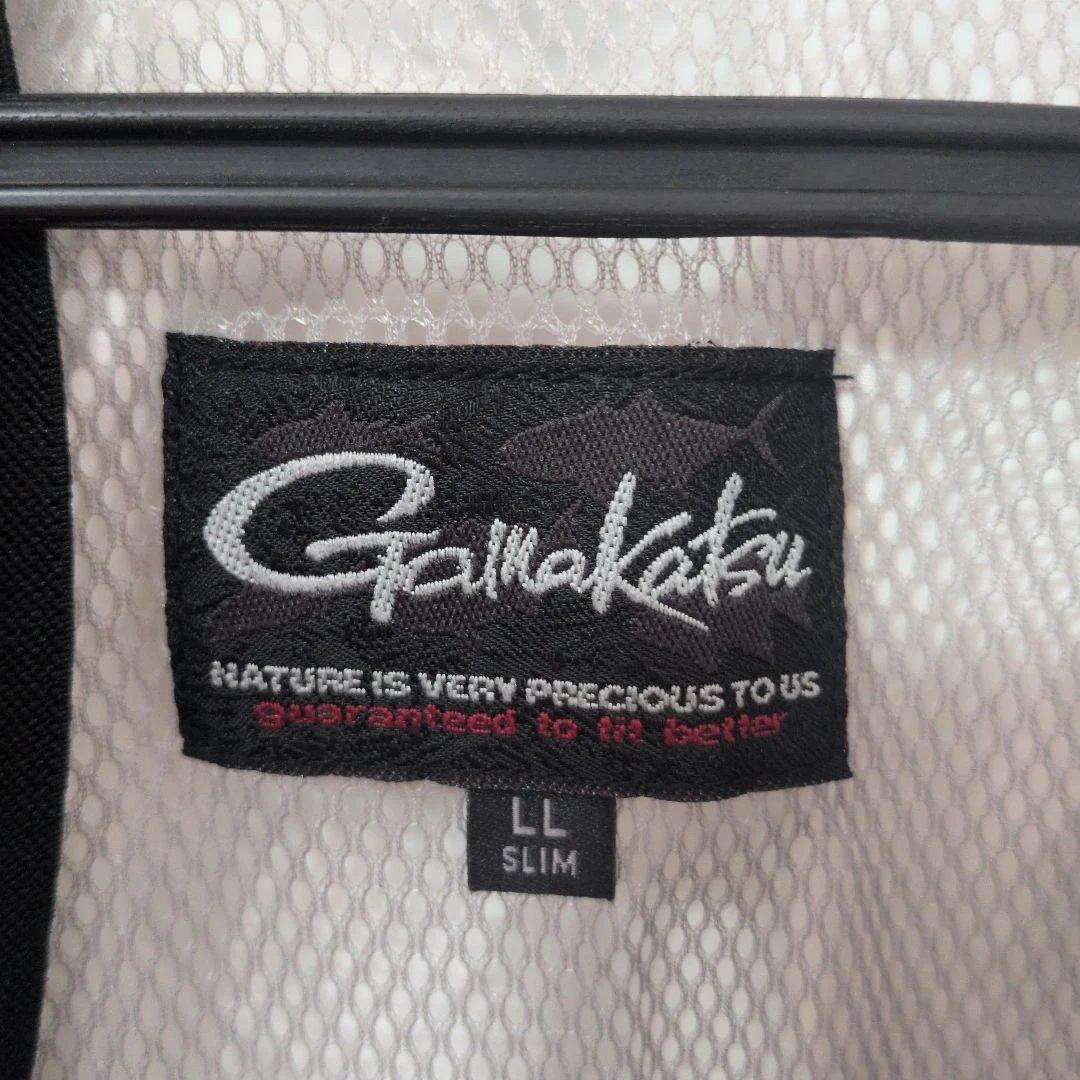 Gamakatsu
NATURE IS VERY PRECIOUS TO US
guaranteed to fit better
LL
SLIM